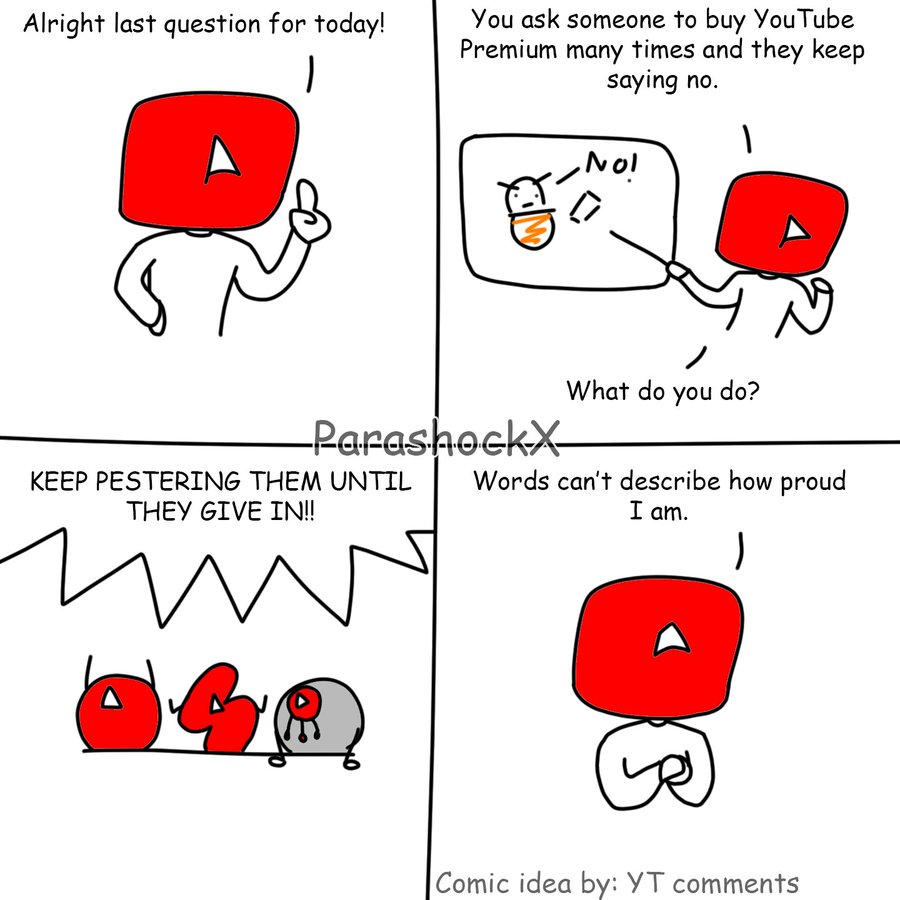 Alright last question for today!
You ask someone to buy YouTube
Premium many times and they keep
saying no.
No!
What do you do?
ParashockX
KEEP PESTERING THEM UNTIL
THEY GIVE IN!!
Words can't describe how proud
I am.
Comic idea by: YT comments